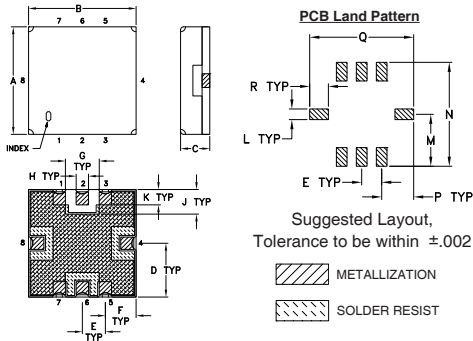 B
7 6 5
A
8
4
INDEX
1 2 3
C
G
TYP
H TYP
1 2 3
K TYP
J TYP
8
4
D TYP
7 6 5
F
TYP
E
TYP
PCB Land Pattern
Q
R TYP
L TYP
N
M
E TYP
P TYP
Suggested Layout,
Tolerance to be within ±.002
METALLIZATION
SOLDER RESIST